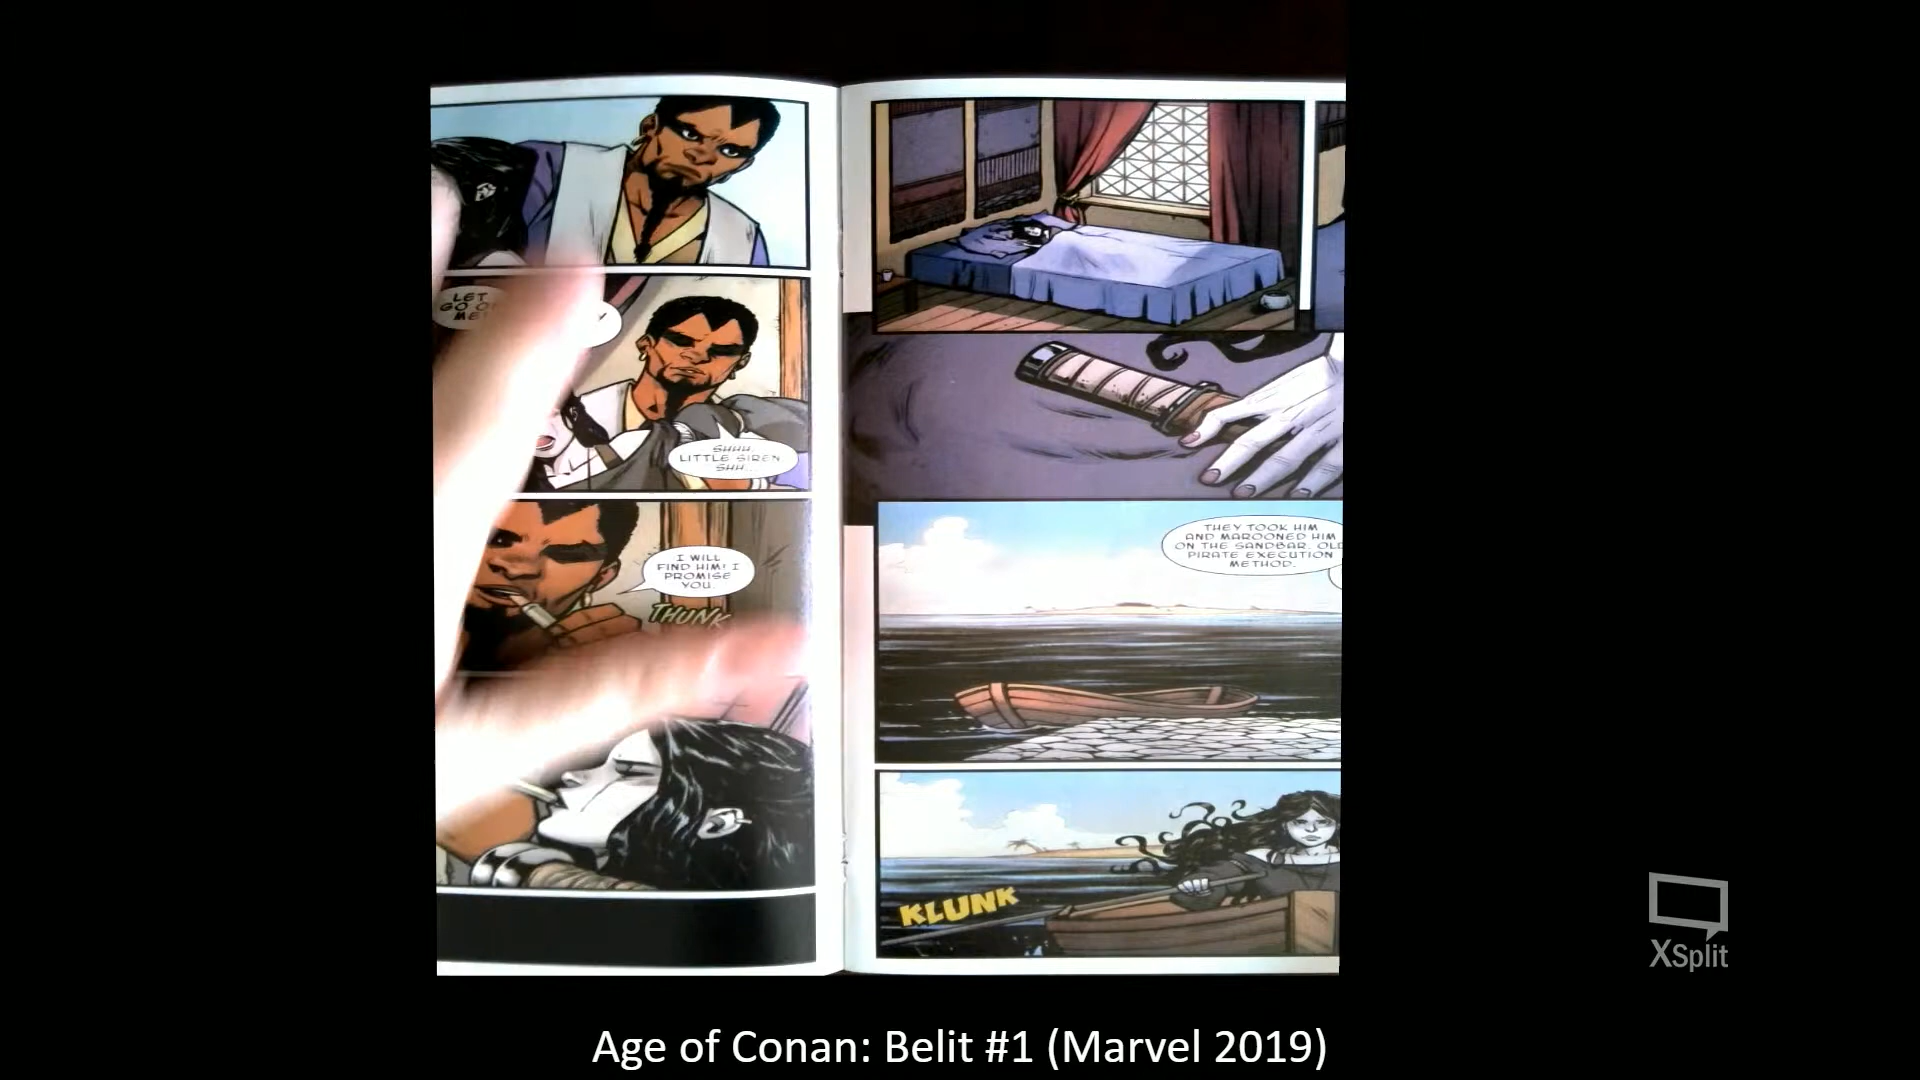 LET
GO O
ME
SHHH,
LITTLE SIREN.
SHH...
I WILL
FIND HIM! I
PROMISE
YOU.
THUNK
THEY TOOK HIM
AND MAROONED HIM
ON THE SANDBAR. OLD
PIRATE EXECUTION
METHOD.
KLUNK
XSplit
Age of Conan: Belit #1 (Marvel 2019)